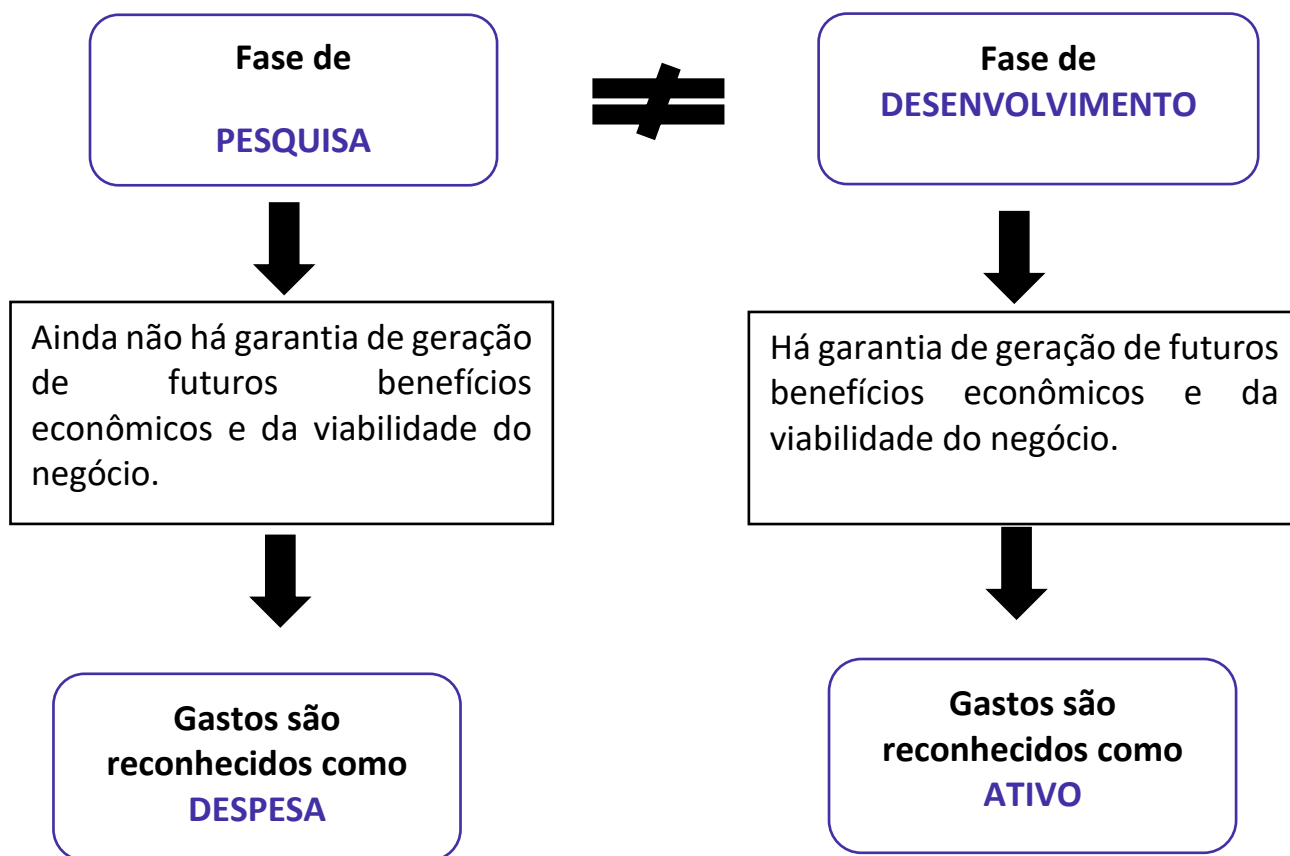 Fase de
PESQUISA
Fase de
DESENVOLVIMENTO
Ainda não há garantia de geração
de futuros benefícios
econômicos e da viabilidade do
negócio.
Há garantia de geração de futuros
benefícios econômicos e da
viabilidade do negócio.
Gastos são
reconhecidos como
DESPESA
Gastos são
reconhecidos como
ATIVO